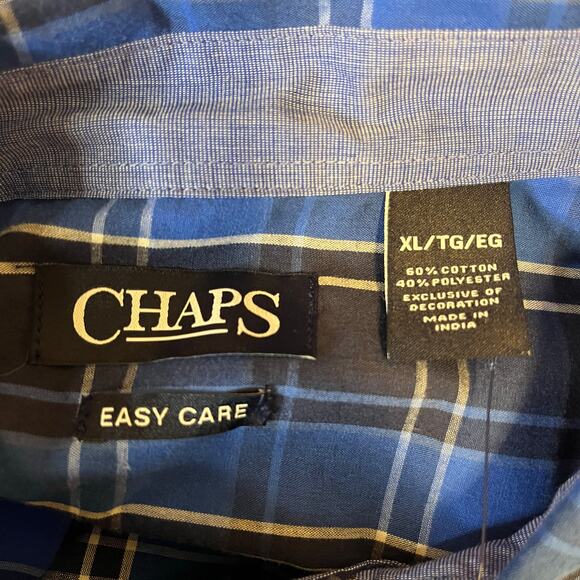 CHAPS
EASY CARE
XL/TG/EG
60% COTTON
40% POLYESTER
EXCLUSIVE OF
DECORATION
MADE IN
INDIA